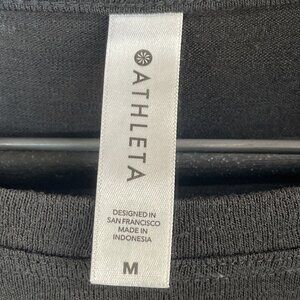 ATHLETA
DESIGNED IN
SAN FRANCISCO
MADE IN
INDONESIA
M